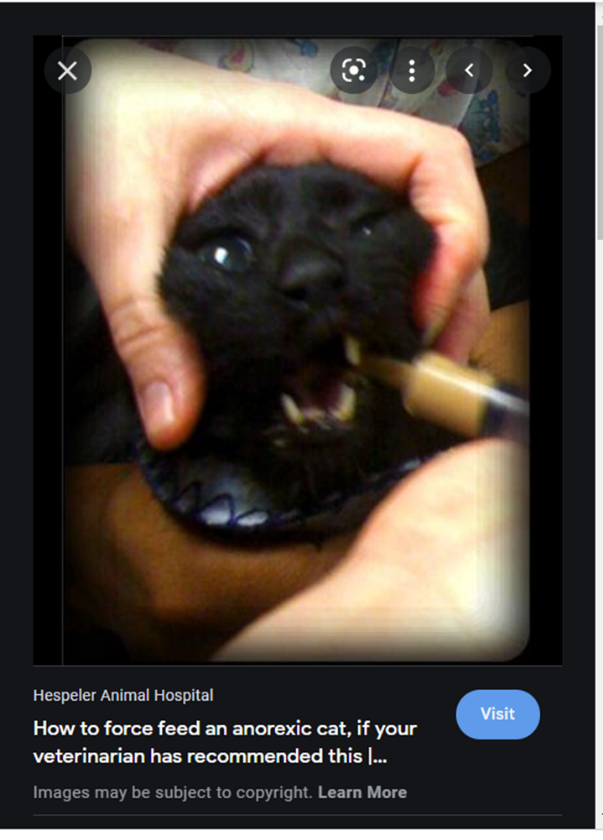 Hespeler Animal Hospital
How to force feed an anorexic cat, if your
veterinarian has recommended this |...
Visit
Images may be subject to copyright. Learn More